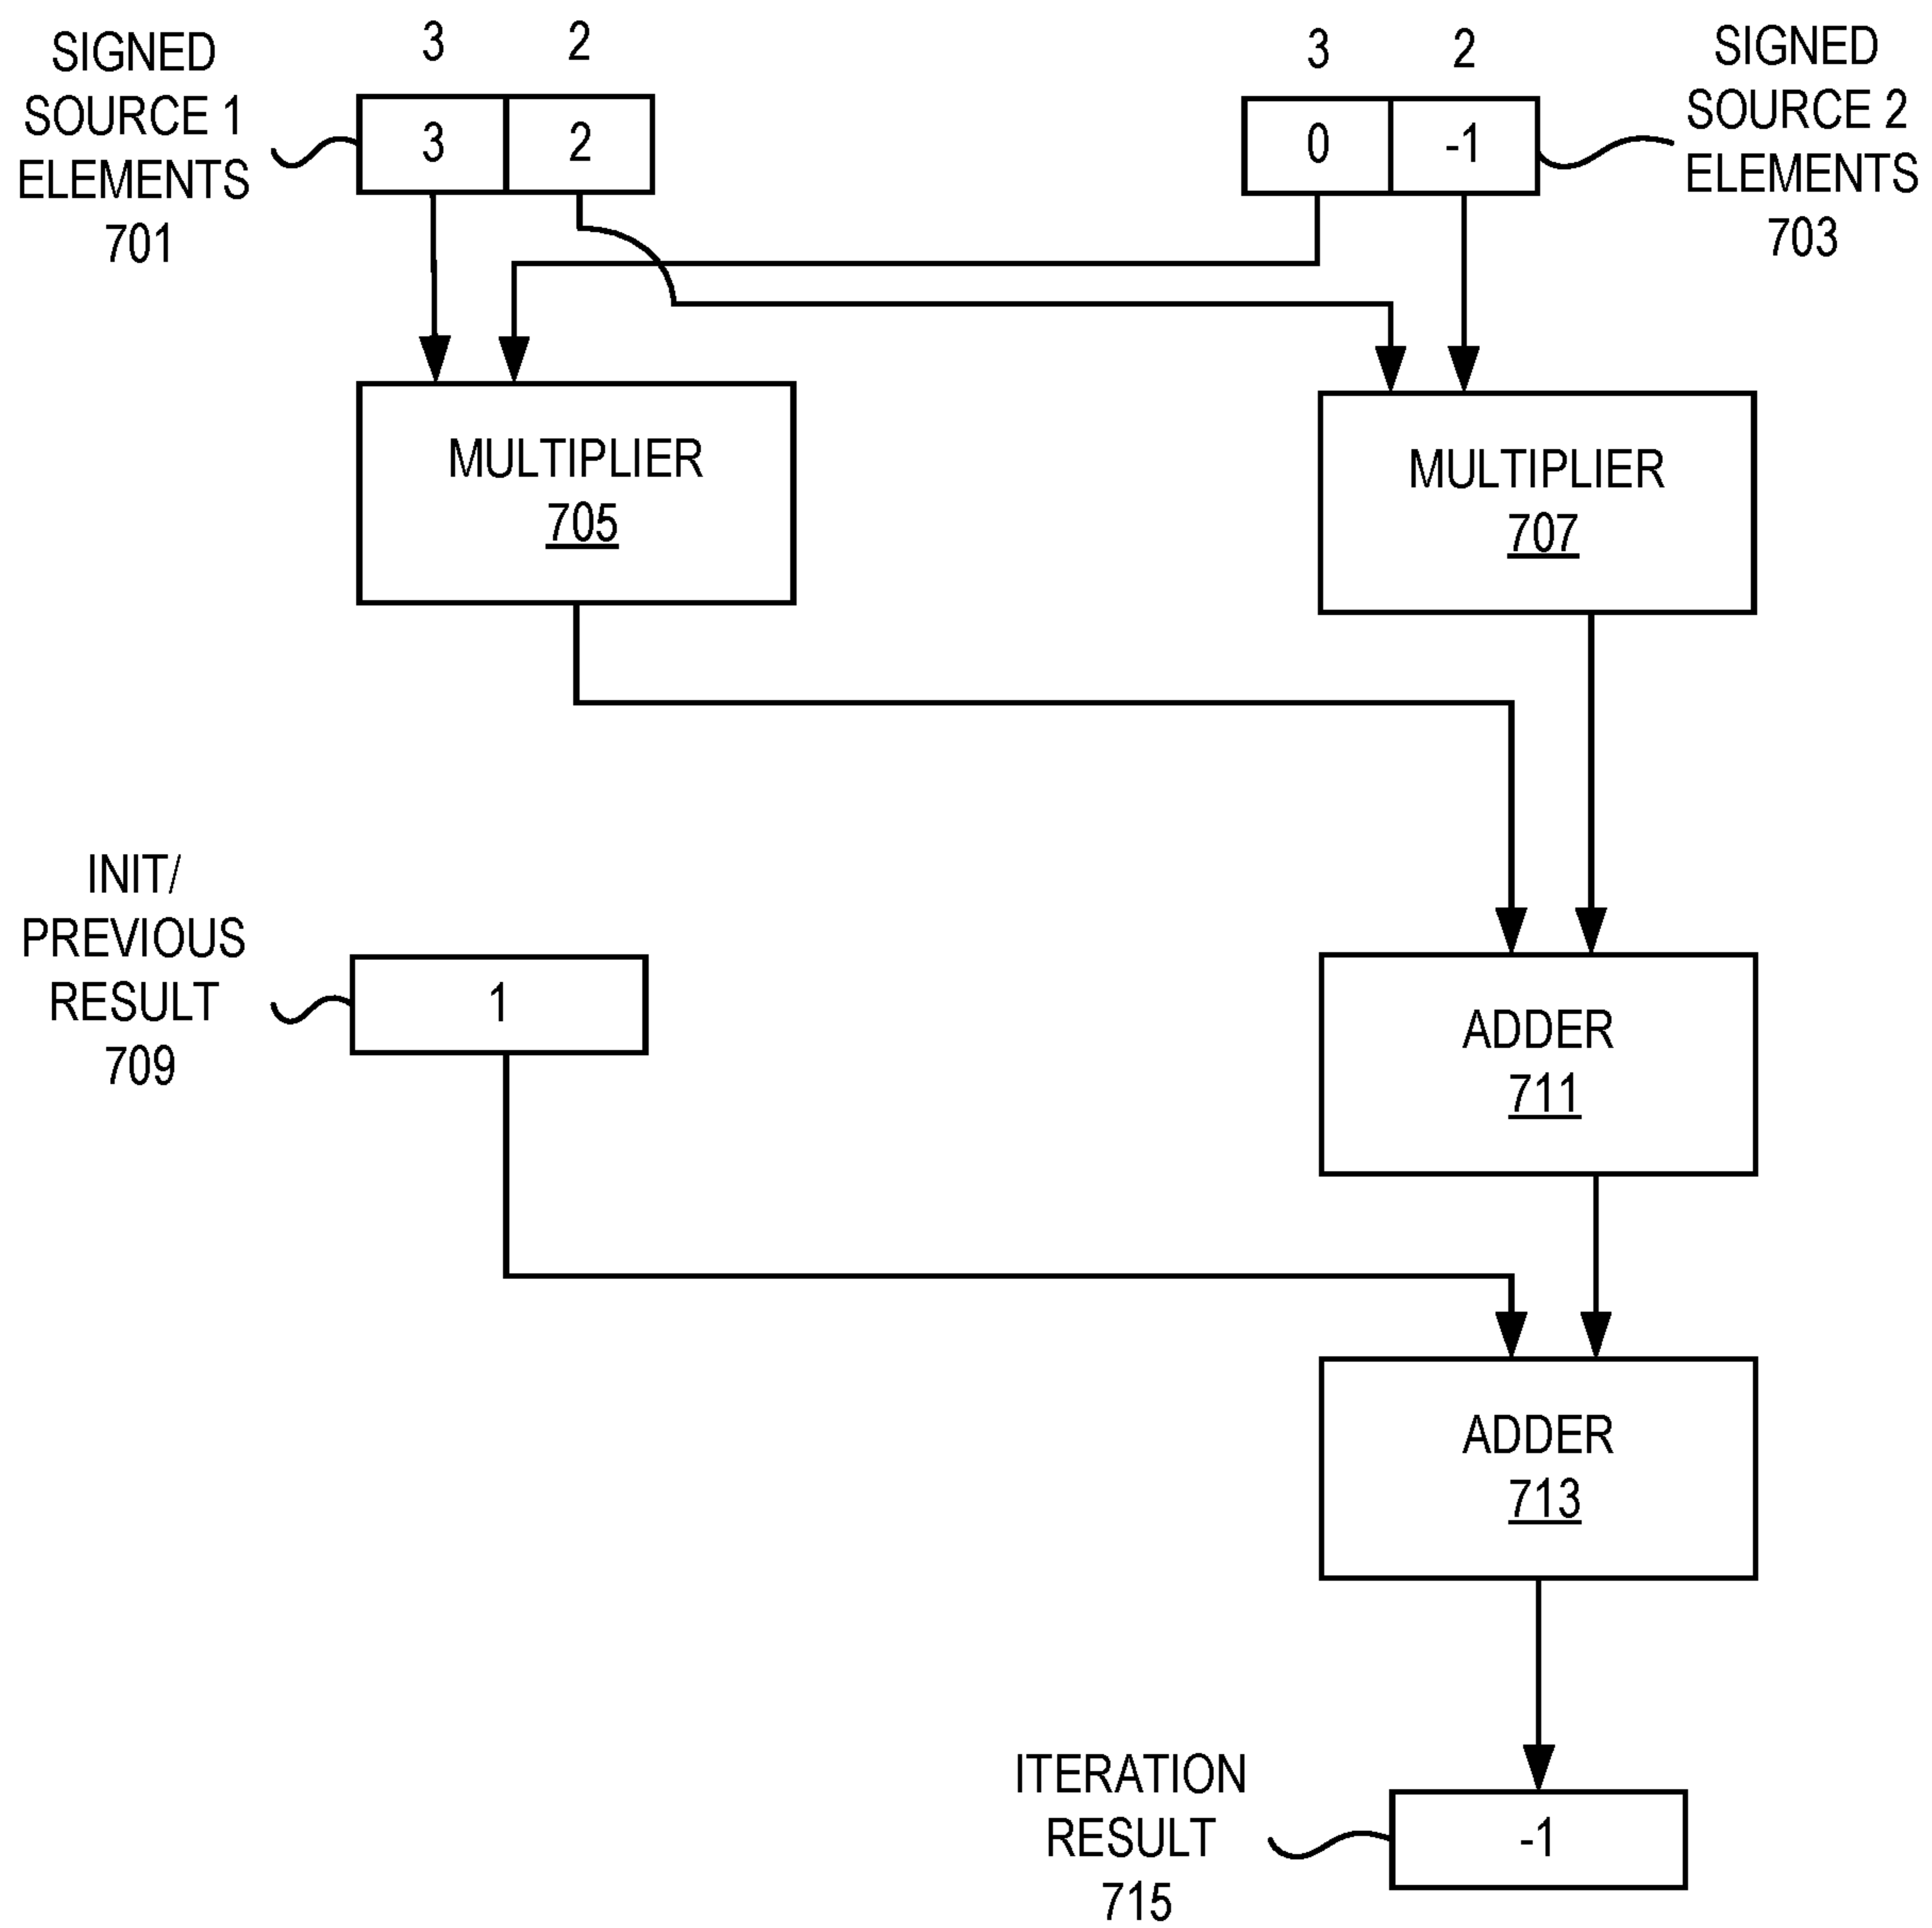 SIGNED
SOURCE 1
ELEMENTS
701
3 2
3 2
3 2
0 -1
SIGNED
SOURCE 2
ELEMENTS
703
MULTIPLIER
705
MULTIPLIER
707
INIT/
PREVIOUS
RESULT
709
1
ADDER
711
ADDER
713
ITERATION
RESULT
715
-1